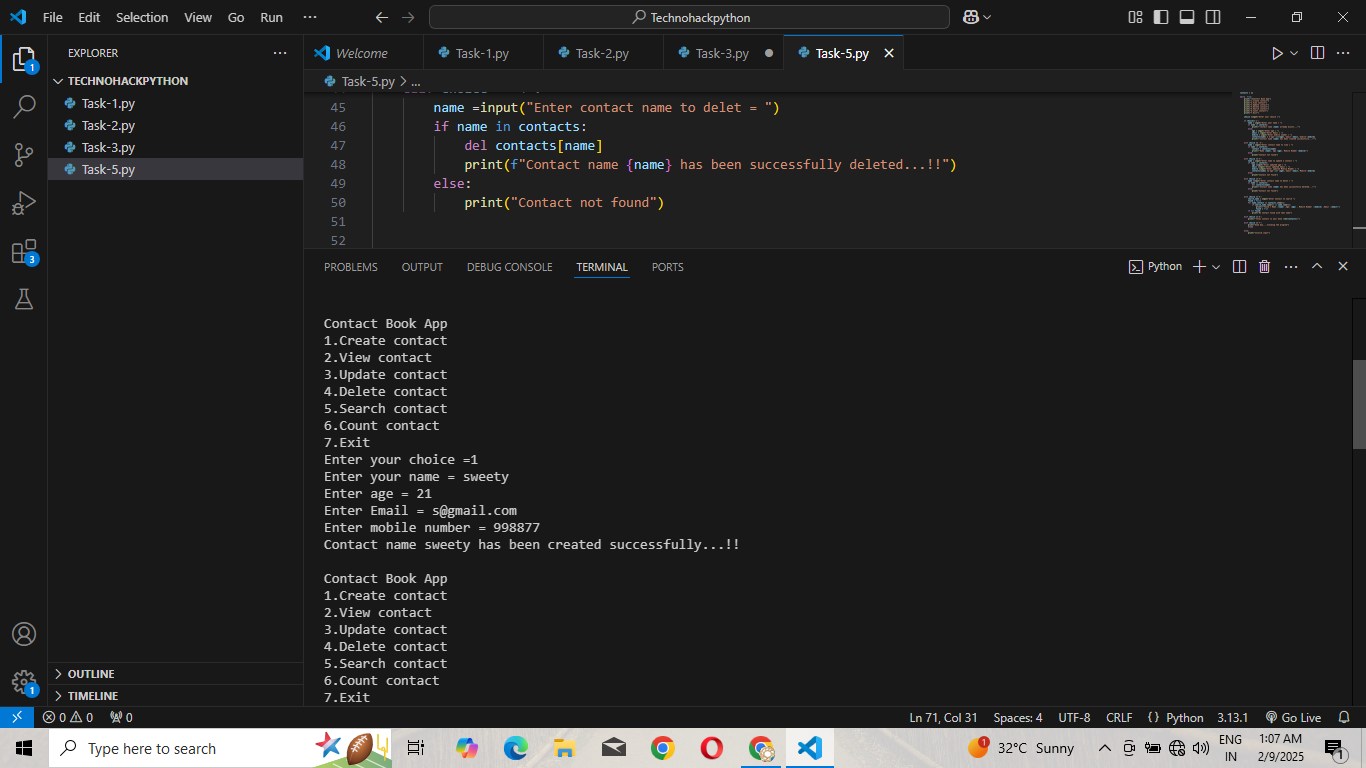 File Edit Selection View Go Run ··· Technohackpython
EXPLORER ···
TECHNOHACKPYTHON
Task-1.py
Task-2.py
Task-3.py
Task-5.py
OUTLINE
TIMELINE
1
3
1
Welcome Task-1.py Task-2.py Task-3.py Task-5.py
Task-5.py > ...
45 name =input("Enter contact name to delet = ")
46 if name in contacts:
47 del contacts[name]
48 print(f"Contact name {name} has been successfully deleted...!!")
49 else:
50 print("Contact not found")
51
52
PROBLEMS OUTPUT DEBUG CONSOLE TERMINAL PORTS Python
Contact Book App
1.Create contact
2.View contact
3.Update contact
4.Delete contact
5.Search contact
6.Count contact
7.Exit
Enter your choice =1
Enter your name = sweety
Enter age = 21
Enter Email = s@gmail.com
Enter mobile number = 998877
Contact name sweety has been created successfully...!!
Contact Book App
1.Create contact
2.View contact
3.Update contact
4.Delete contact
5.Search contact
6.Count contact
7.Exit
0 0 0 Ln 71, Col 31 Spaces: 4 UTF-8 CRLF {} Python 3.13.1 Go Live
Type here to search 1 32°C Sunny ENG IN 1:07 AM 2/9/2025 1